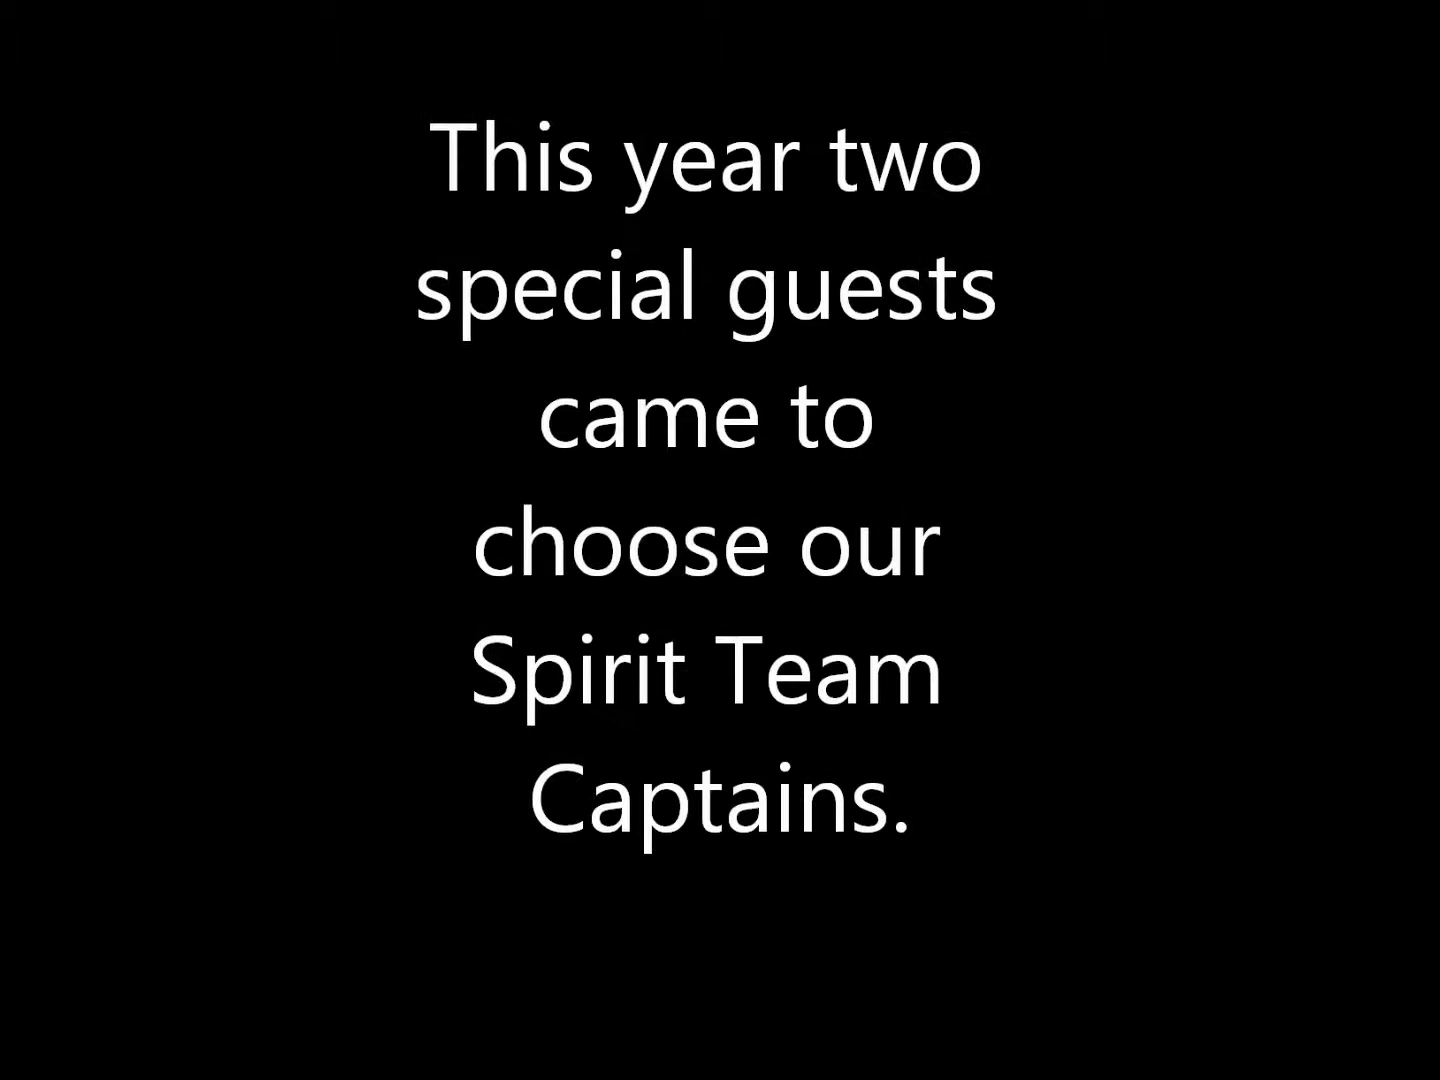 This year two
special guests
came to
choose our
Spirit Team
Captains.